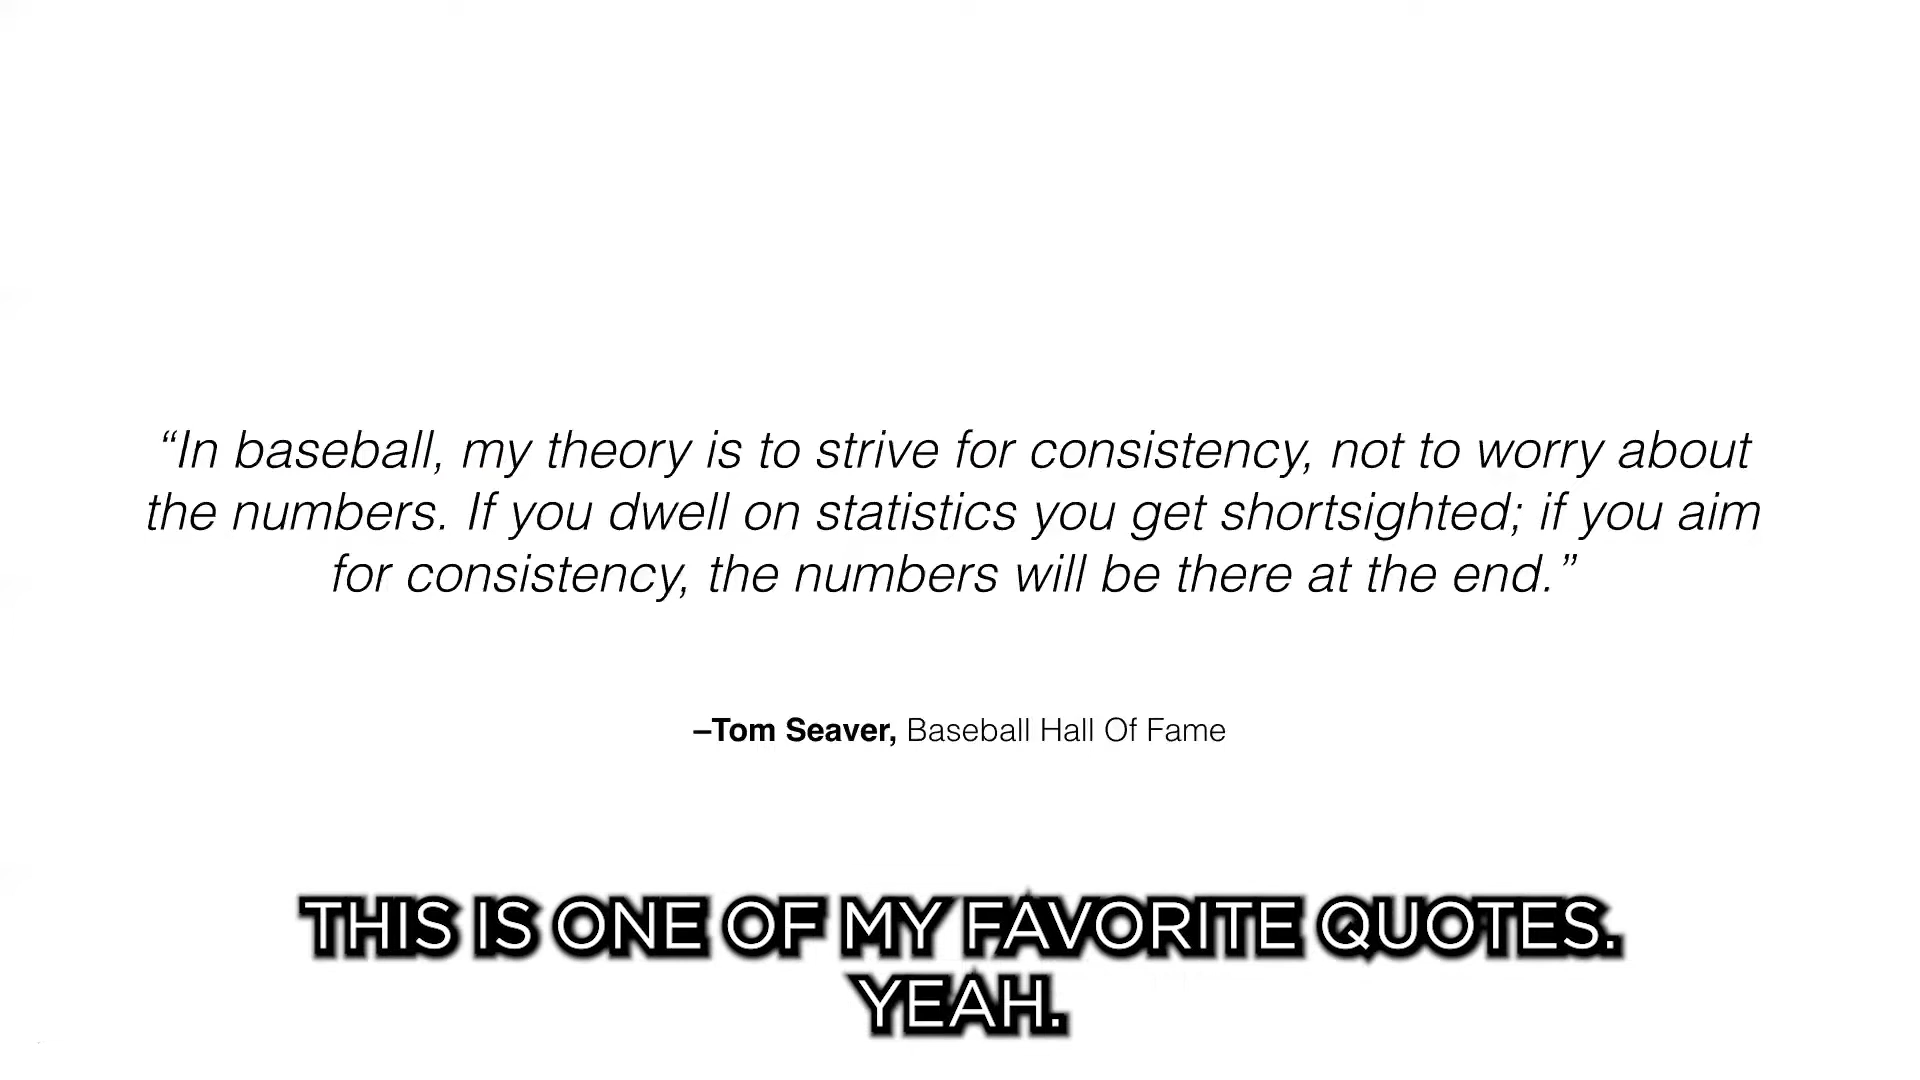 “In baseball, my theory is to strive for consistency, not to worry about
the numbers. If you dwell on statistics you get shortsighted; if you aim
for consistency, the numbers will be there at the end.”
–Tom Seaver, Baseball Hall Of Fame
THIS IS ONE OF MY FAVORITE QUOTES.
YEAH.